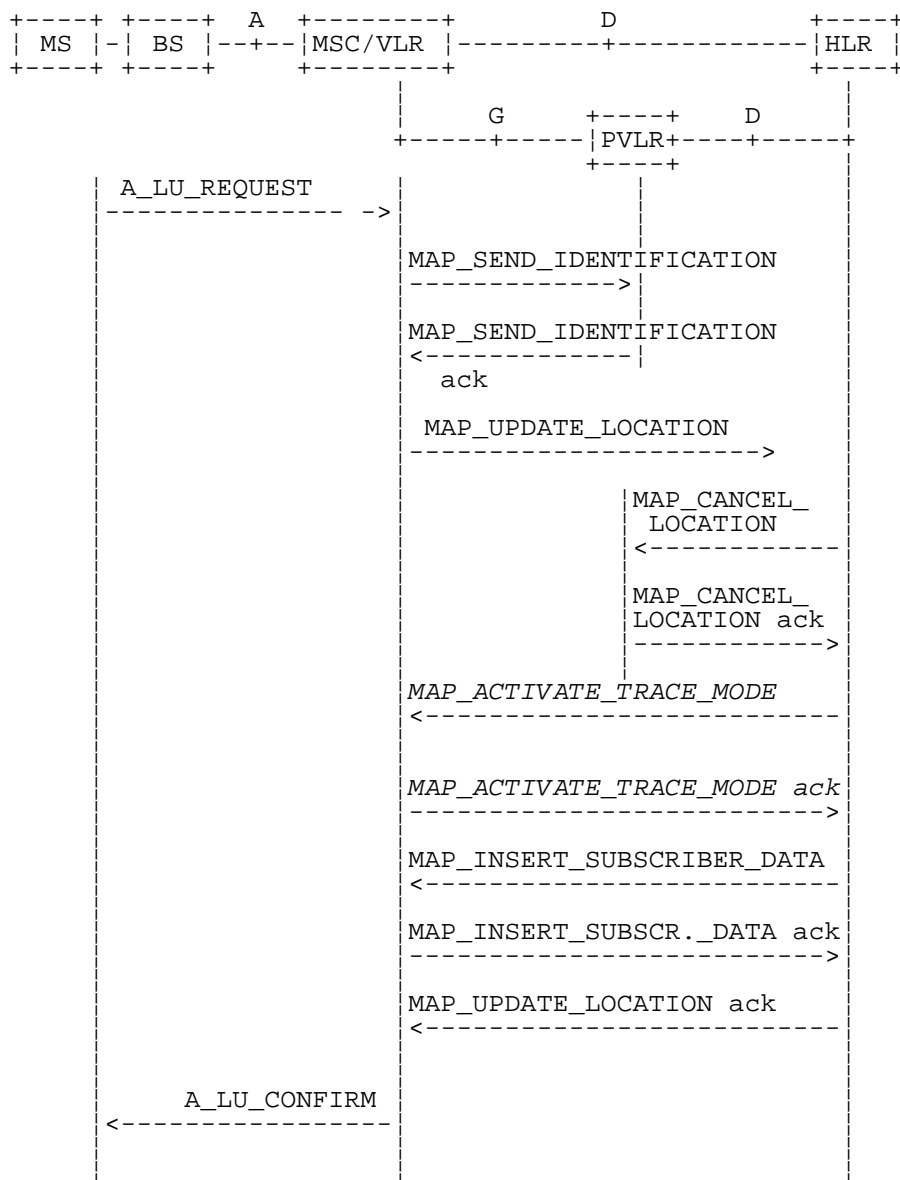 A D
MS BS MSC/VLR HLR
G D
PVLR
A_LU_REQUEST
MAP_SEND_IDENTIFICATION
MAP_SEND_IDENTIFICATION
ack
MAP_UPDATE_LOCATION
MAP_CANCEL_
LOCATION
MAP_CANCEL_
LOCATION ack
MAP_ACTIVATE_TRACE_MODE
MAP_ACTIVATE_TRACE_MODE ack
MAP_INSERT_SUBSCRIBER_DATA
MAP_INSERT_SUBSCR._DATA ack
MAP_UPDATE_LOCATION ack
A_LU_CONFIRM